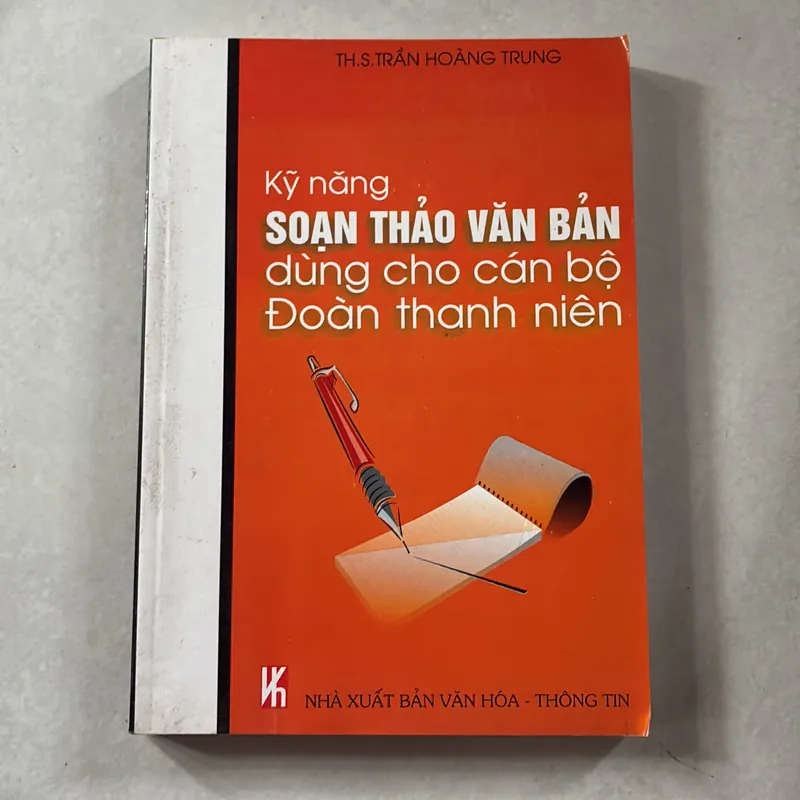 TH.S.TRẦN HOÀNG TRUNG
Kỹ năng
SOẠN THẢO VĂN BẢN
dùng cho cán bộ
Đoàn thanh niên
NHÀ XUẤT BẢN VĂN HÓA - THÔNG TIN